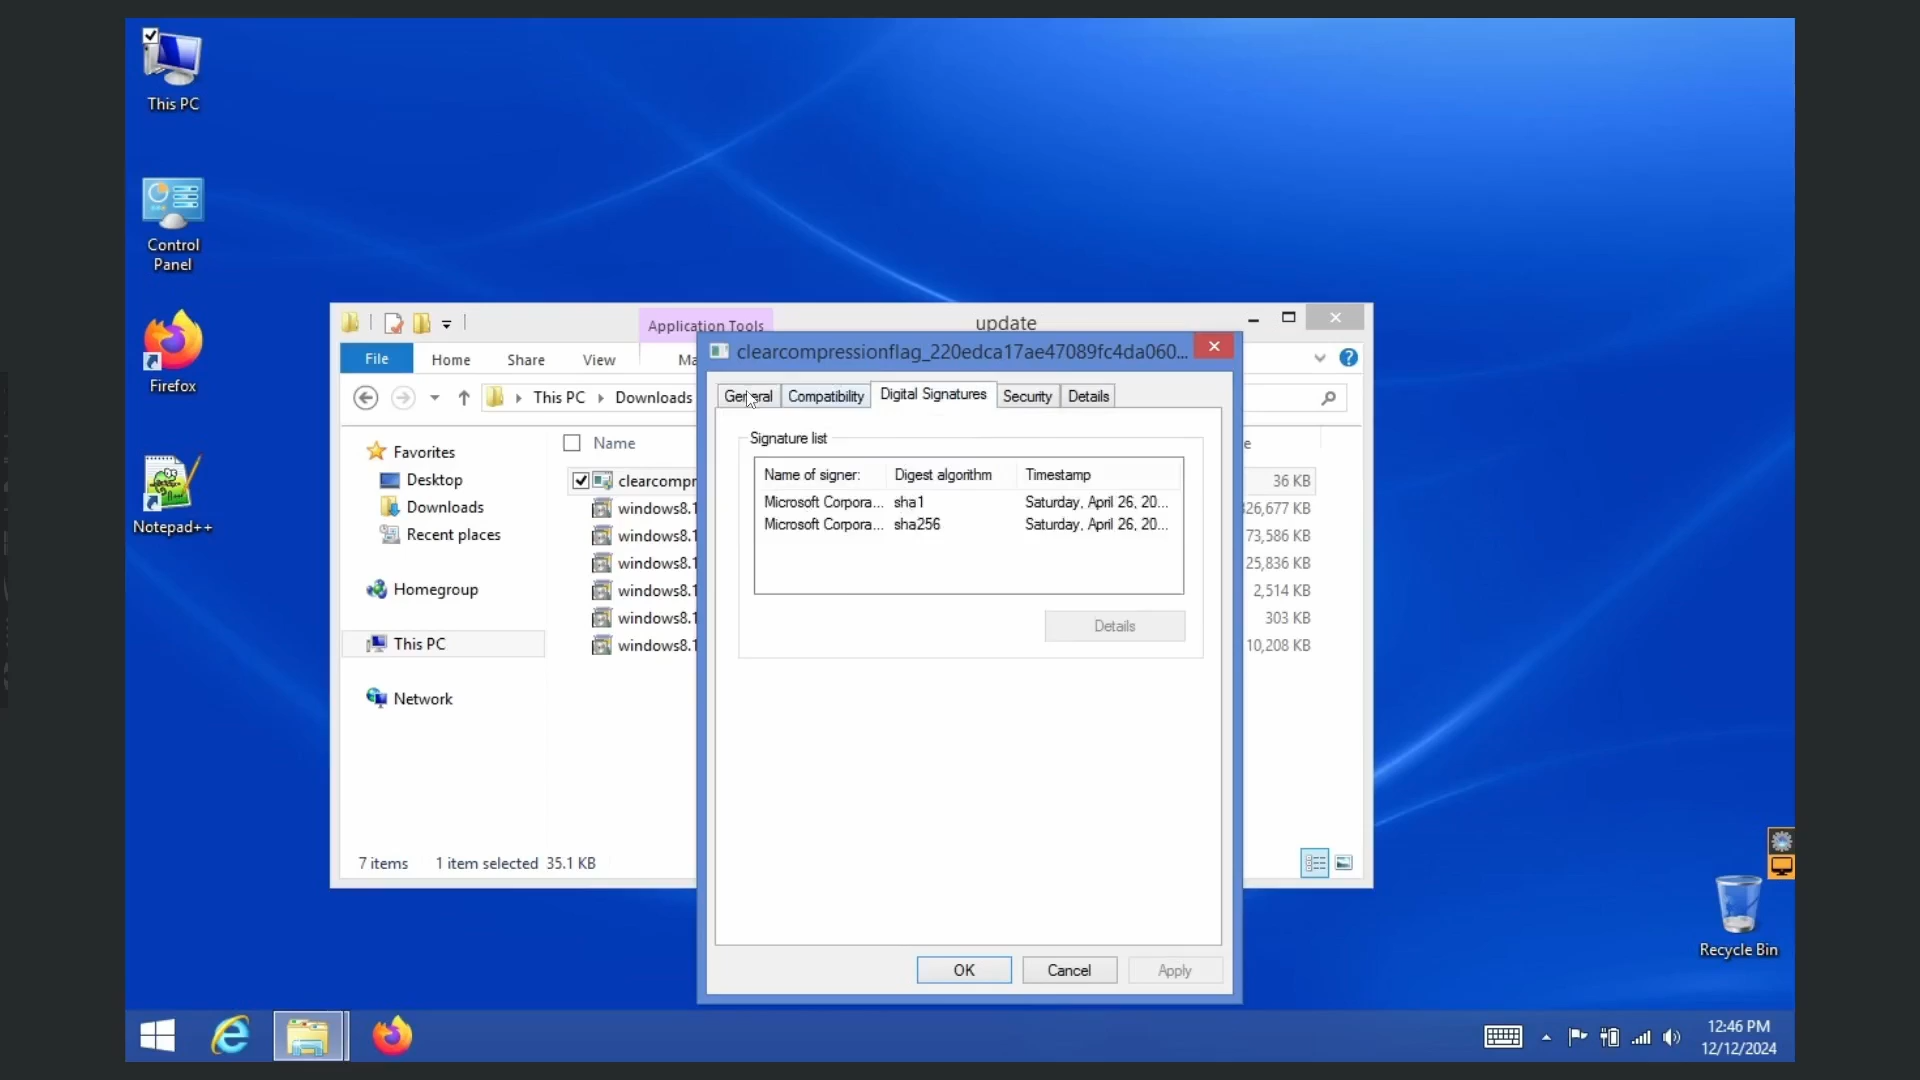 This PC
Control
Panel
Firefox
Notepad++
Recycle Bin
Application Tools
update
File
Home
Share
View
Ma
This PC
Downloads
Favorites
Desktop
Downloads
Recent places
Homegroup
This PC
Network
Name
e
clearcompr
36 KB
windows8.1
windows8.1
73,586 KB
windows8.1
25,836 KB
windows8.1
2,514 KB
windows8.1
303 KB
windows8.1
10,208 KB
7 items
1 item selected 35.1 KB
clearcompressionflag_220edca17ae47089fc4da060...
General
Compatibility
Digital Signatures
Security
Details
Signature list
Name of signer:
Digest algorithm
Timestamp
Microsoft Corpora...
sha1
Saturday, April 26, 20...
Microsoft Corpora...
sha256
Saturday, April 26, 20...
Details
OK
Cancel
Apply
12:46 PM
12/12/2024